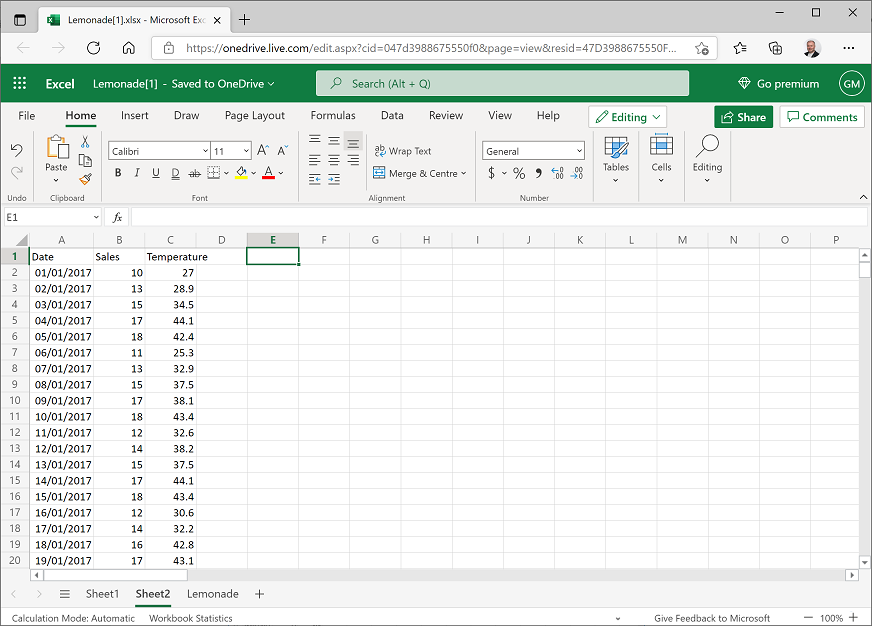 Lemonade[1].xlsx - Microsoft Exc
https://onedrive.live.com/edit.aspx?cid=047d3988675550f0&page=view&resid=47D3988675550F...
Excel Lemonade[1] - Saved to OneDrive Search (Alt + Q) Go premium GM
File Home Insert Draw Page Layout Formulas Data Review View Help Editing Share Comments
Paste Calibri 11 Wrap Text General Tables Cells Editing
B I U D ab A Merge & Centre $ % 9 .00
Undo Clipboard Font Alignment Number
E1 fx
A B C D E F G H I J K L M N O P
1 Date Sales Temperature
2 01/01/2017 10 27
3 02/01/2017 13 28.9
4 03/01/2017 15 34.5
5 04/01/2017 17 44.1
6 05/01/2017 18 42.4
7 06/01/2017 11 25.3
8 07/01/2017 13 32.9
9 08/01/2017 15 37.5
10 09/01/2017 17 38.1
11 10/01/2017 18 43.4
12 11/01/2017 12 32.6
13 12/01/2017 14 38.2
14 13/01/2017 15 37.5
15 14/01/2017 17 44.1
16 15/01/2017 18 43.4
17 16/01/2017 12 30.6
18 17/01/2017 14 32.2
19 18/01/2017 16 42.8
20 19/01/2017 17 43.1
Sheet1 Sheet2 Lemonade
Calculation Mode: Automatic Workbook Statistics Give Feedback to Microsoft 100%